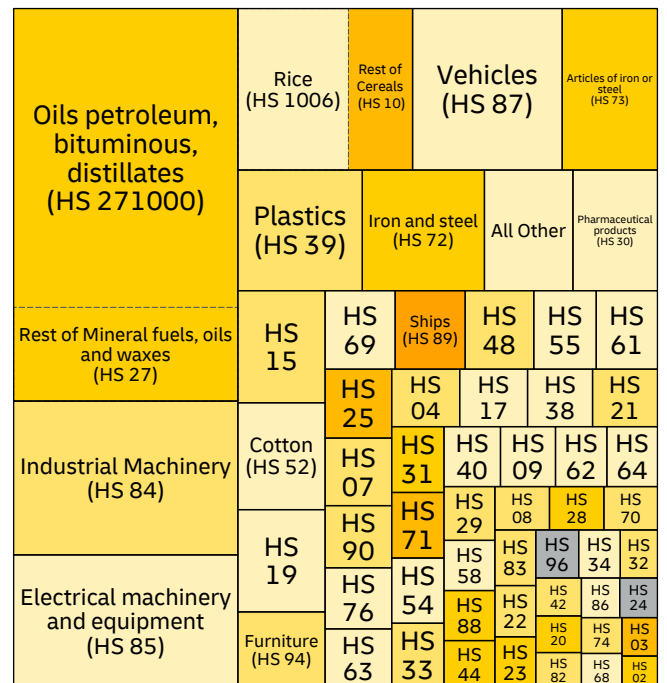 Oils petroleum,
bituminous,
distillates
(HS 271000)
Rest of Mineral fuels, oils
and waxes
(HS 27)
Industrial Machinery
(HS 84)
Electrical machinery
and equipment
(HS 85)
Rice
(HS 1006)
Rest of
Cereals
(HS 10)
Vehicles
(HS 87)
Articles of iron or
steel
(HS 73)
Plastics
(HS 39)
Iron and steel
(HS 72)
All Other
Pharmaceutical
products
(HS 30)
HS
15
Cotton
(HS 52)
HS
19
Furniture
(HS 94)
HS
69
Ships
(HS 89)
HS
48
HS
55
HS
61
HS
25
HS
07
HS
90
HS
76
HS
63
HS
04
HS
17
HS
38
HS
21
HS
31
HS
71
HS
54
HS
33
HS
40
HS
09
HS
62
HS
64
HS
29
HS
58
HS
88
HS
44
HS
08
HS
28
HS
70
HS
83
HS
22
HS
23
HS
96
HS
34
HS
32
HS
42
HS
86
HS
24
HS
20
HS
74
HS
03
HS
82
HS
68
HS
02